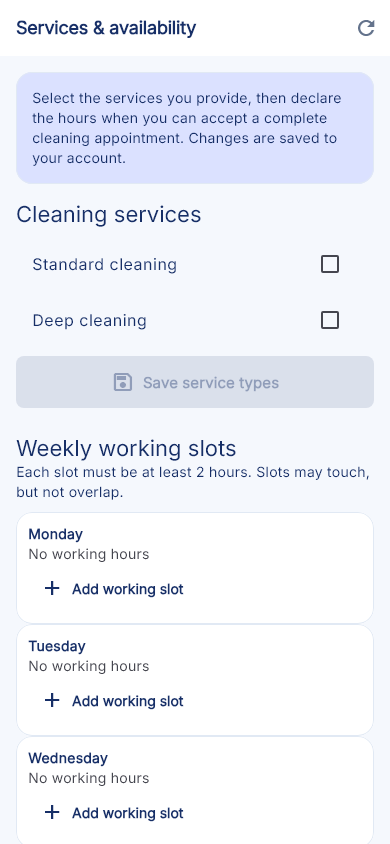 Services & availability
Select the services you provide, then declare
the hours when you can accept a complete
cleaning appointment. Changes are saved to
your account.
Cleaning services
Standard cleaning
Deep cleaning
Save service types
Weekly working slots
Each slot must be at least 2 hours. Slots may touch,
but not overlap.
Monday
No working hours
Add working slot
Tuesday
No working hours
Add working slot
Wednesday
No working hours
Add working slot